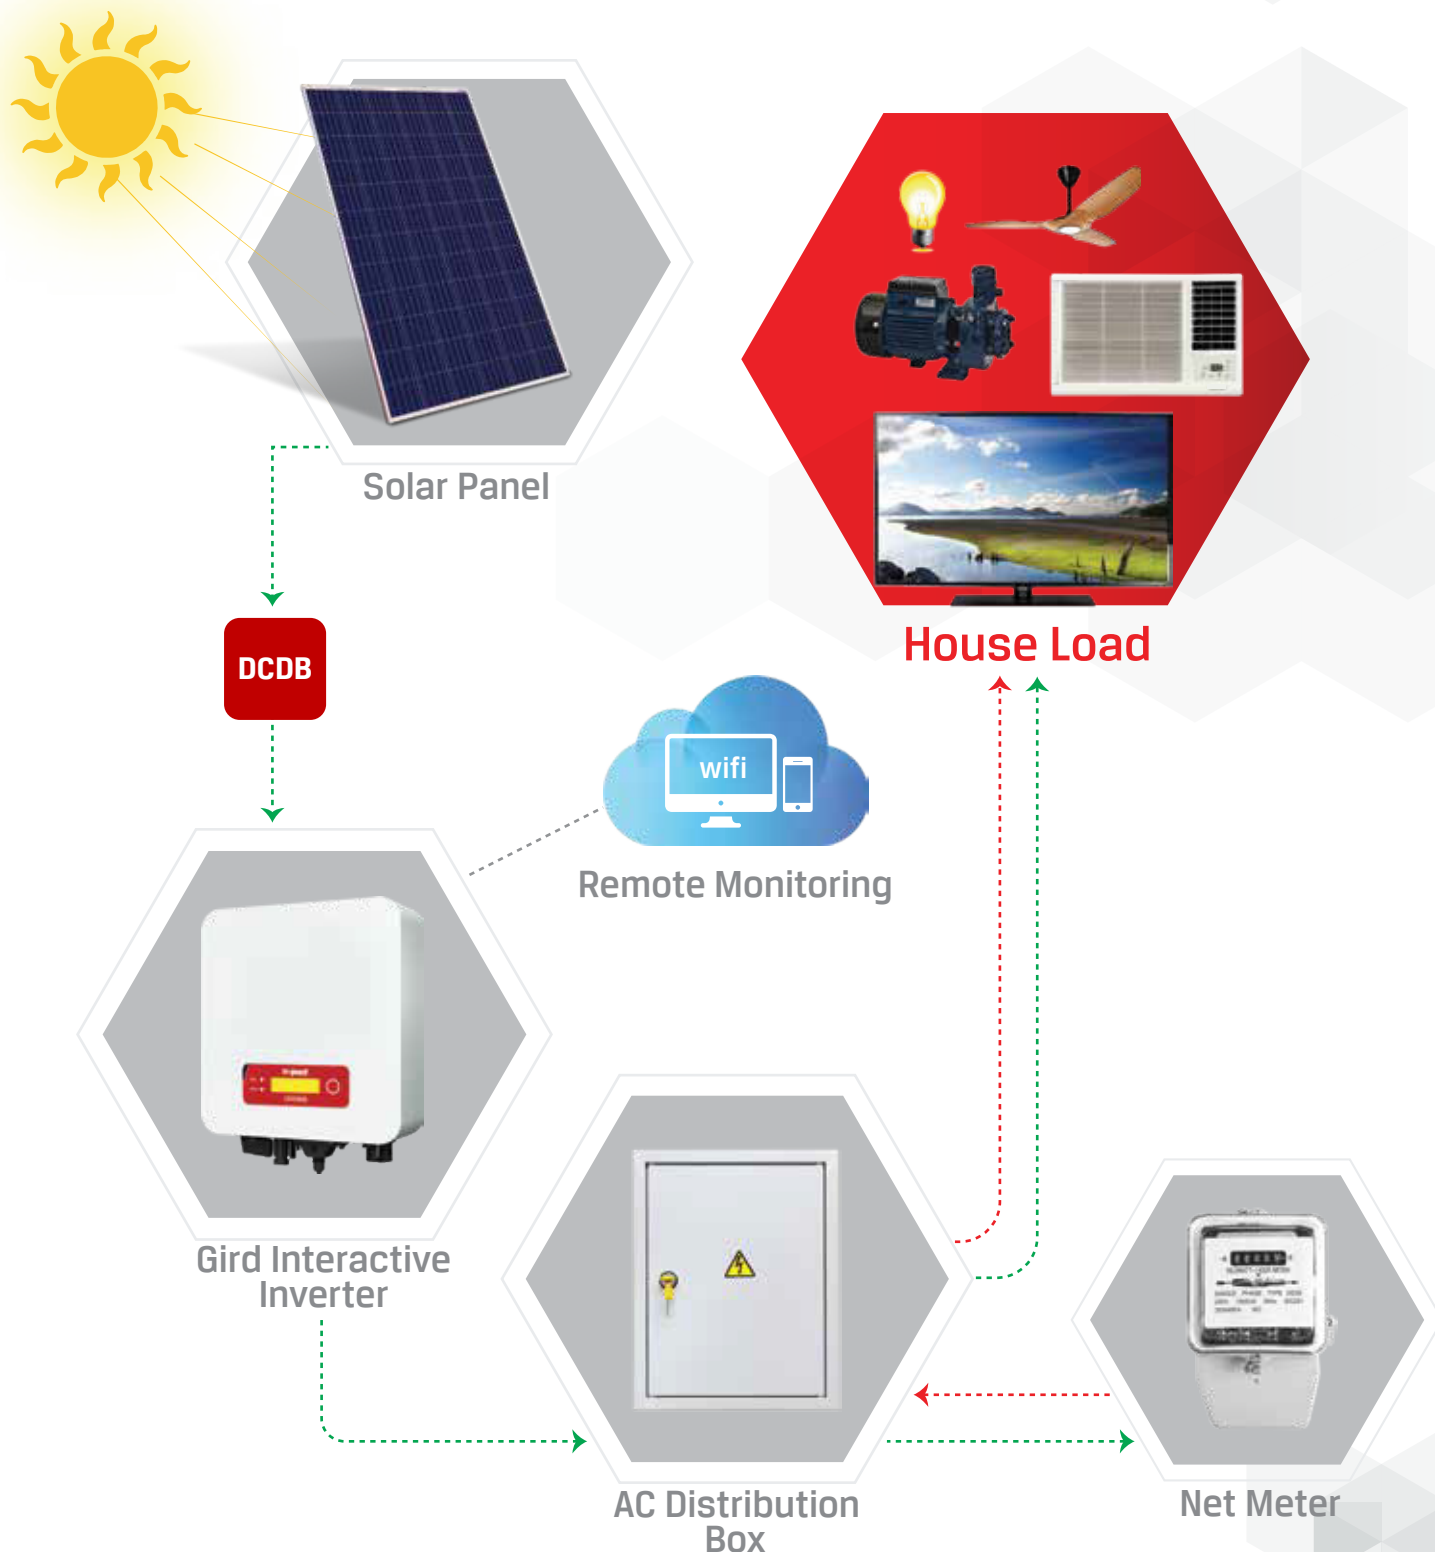 Solar Panel
House Load
DCDB
wifi
Remote Monitoring
Gird Interactive
Inverter
AC Distribution
Box
Net Meter